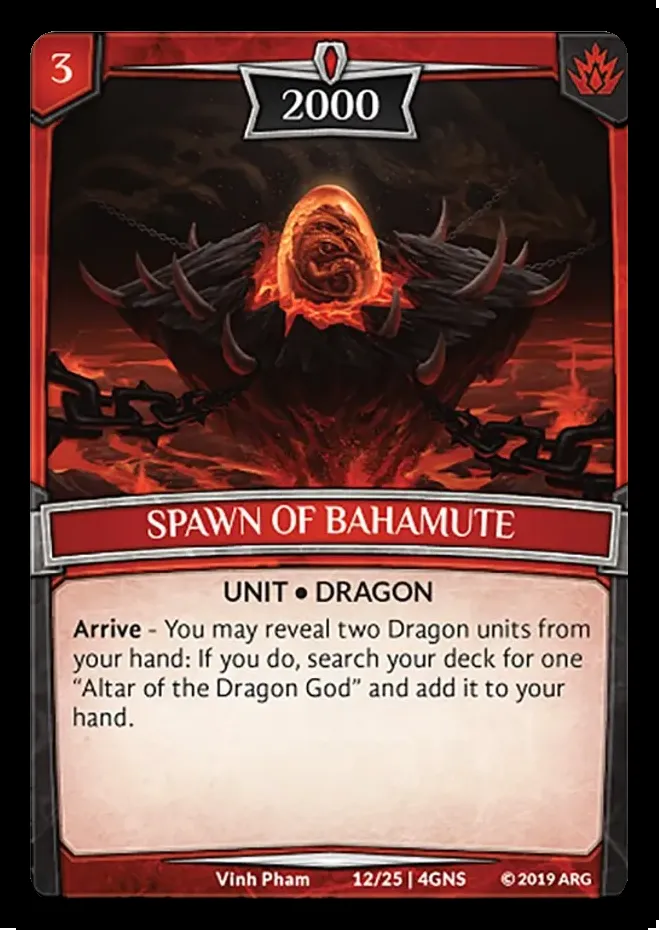 3
2000
SPAWN OF BAHAMUTE
UNIT • DRAGON
Arrive - You may reveal two Dragon units from
your hand: If you do, search your deck for one
“Altar of the Dragon God” and add it to your
hand.
Vinh Pham 12/25 | 4GNS © 2019 ARG